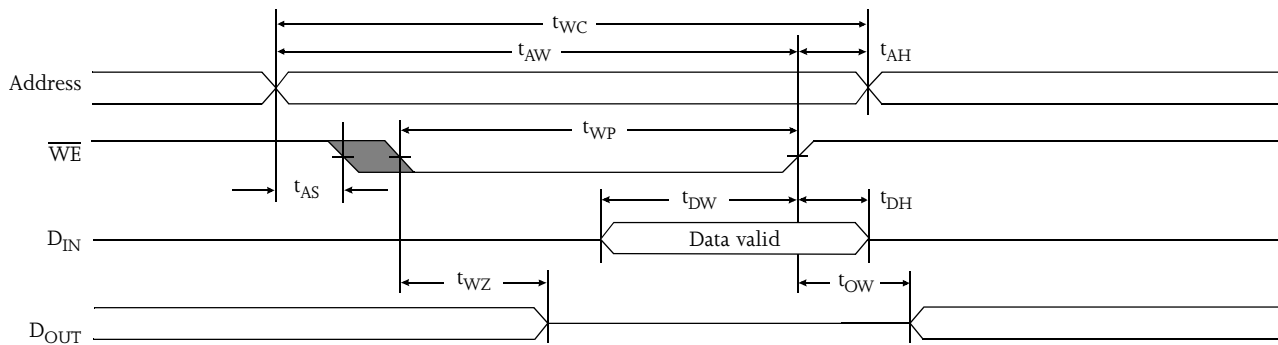 tWC
tAW
tAH
Address
WE
tWP
tAS
tDW
tDH
DIN
Data valid
tWZ
tOW
DOUT